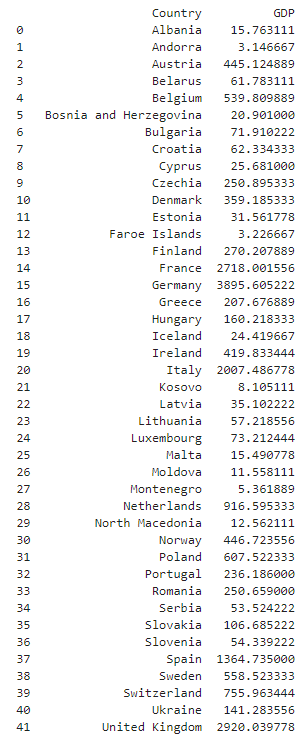 Country GDP
0 Albania 15.763111
1 Andorra 3.146667
2 Austria 445.124889
3 Belarus 61.783111
4 Belgium 539.809889
5 Bosnia and Herzegovina 20.901000
6 Bulgaria 71.910222
7 Croatia 62.334333
8 Cyprus 25.681000
9 Czechia 250.895333
10 Denmark 359.185333
11 Estonia 31.561778
12 Faroe Islands 3.226667
13 Finland 270.207889
14 France 2718.001556
15 Germany 3895.605222
16 Greece 207.676889
17 Hungary 160.218333
18 Iceland 24.419667
19 Ireland 419.833444
20 Italy 2007.486778
21 Kosovo 8.105111
22 Latvia 35.102222
23 Lithuania 57.218556
24 Luxembourg 73.212444
25 Malta 15.490778
26 Moldova 11.558111
27 Montenegro 5.361889
28 Netherlands 916.595333
29 North Macedonia 12.562111
30 Norway 446.723556
31 Poland 607.522333
32 Portugal 236.186000
33 Romania 250.659000
34 Serbia 53.524222
35 Slovakia 106.685222
36 Slovenia 54.339222
37 Spain 1364.735000
38 Sweden 558.523333
39 Switzerland 755.963444
40 Ukraine 141.283556
41 United Kingdom 2920.039778